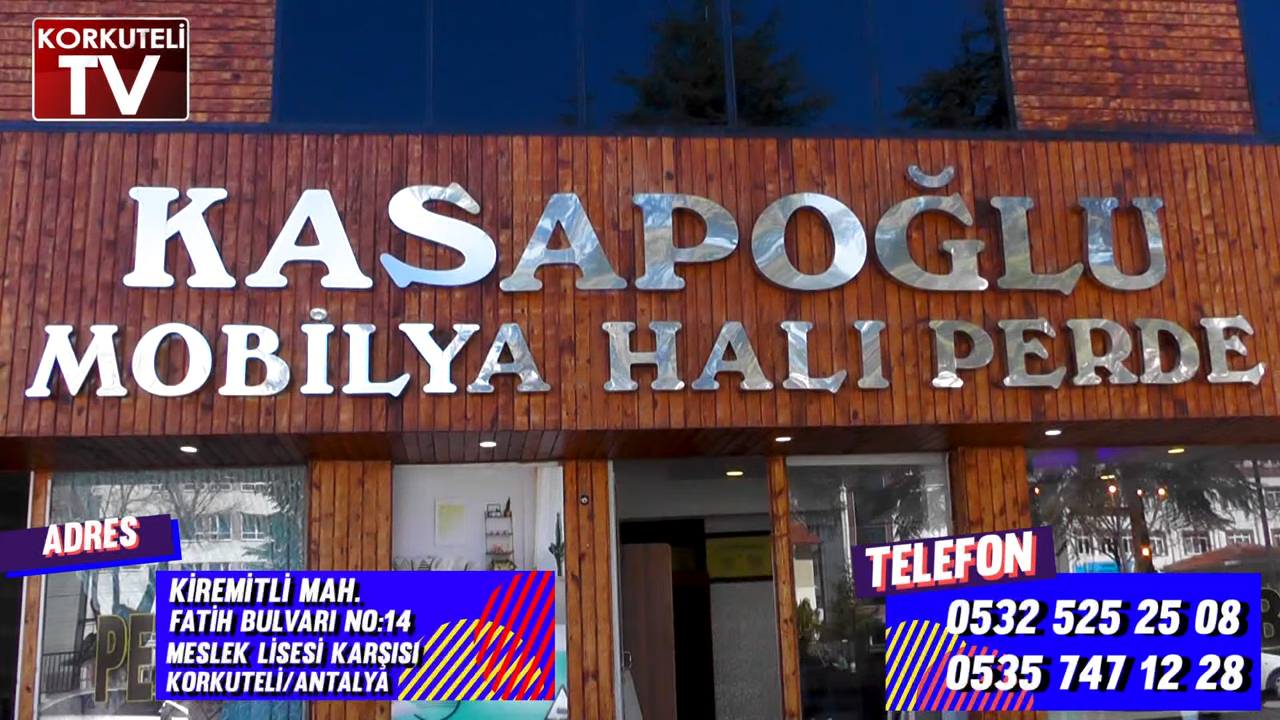 KORKUTELİ
TV
KASAPOĞLU
MOBİLYA HALI PERDE
ADRES
KİREMİTLİ MAH.
FATİH BULVARI NO:14
MESLEK LİSESİ KARŞISI
KORKUTELİ/ANTALYA
TELEFON
0532 525 25 08
0535 747 12 28